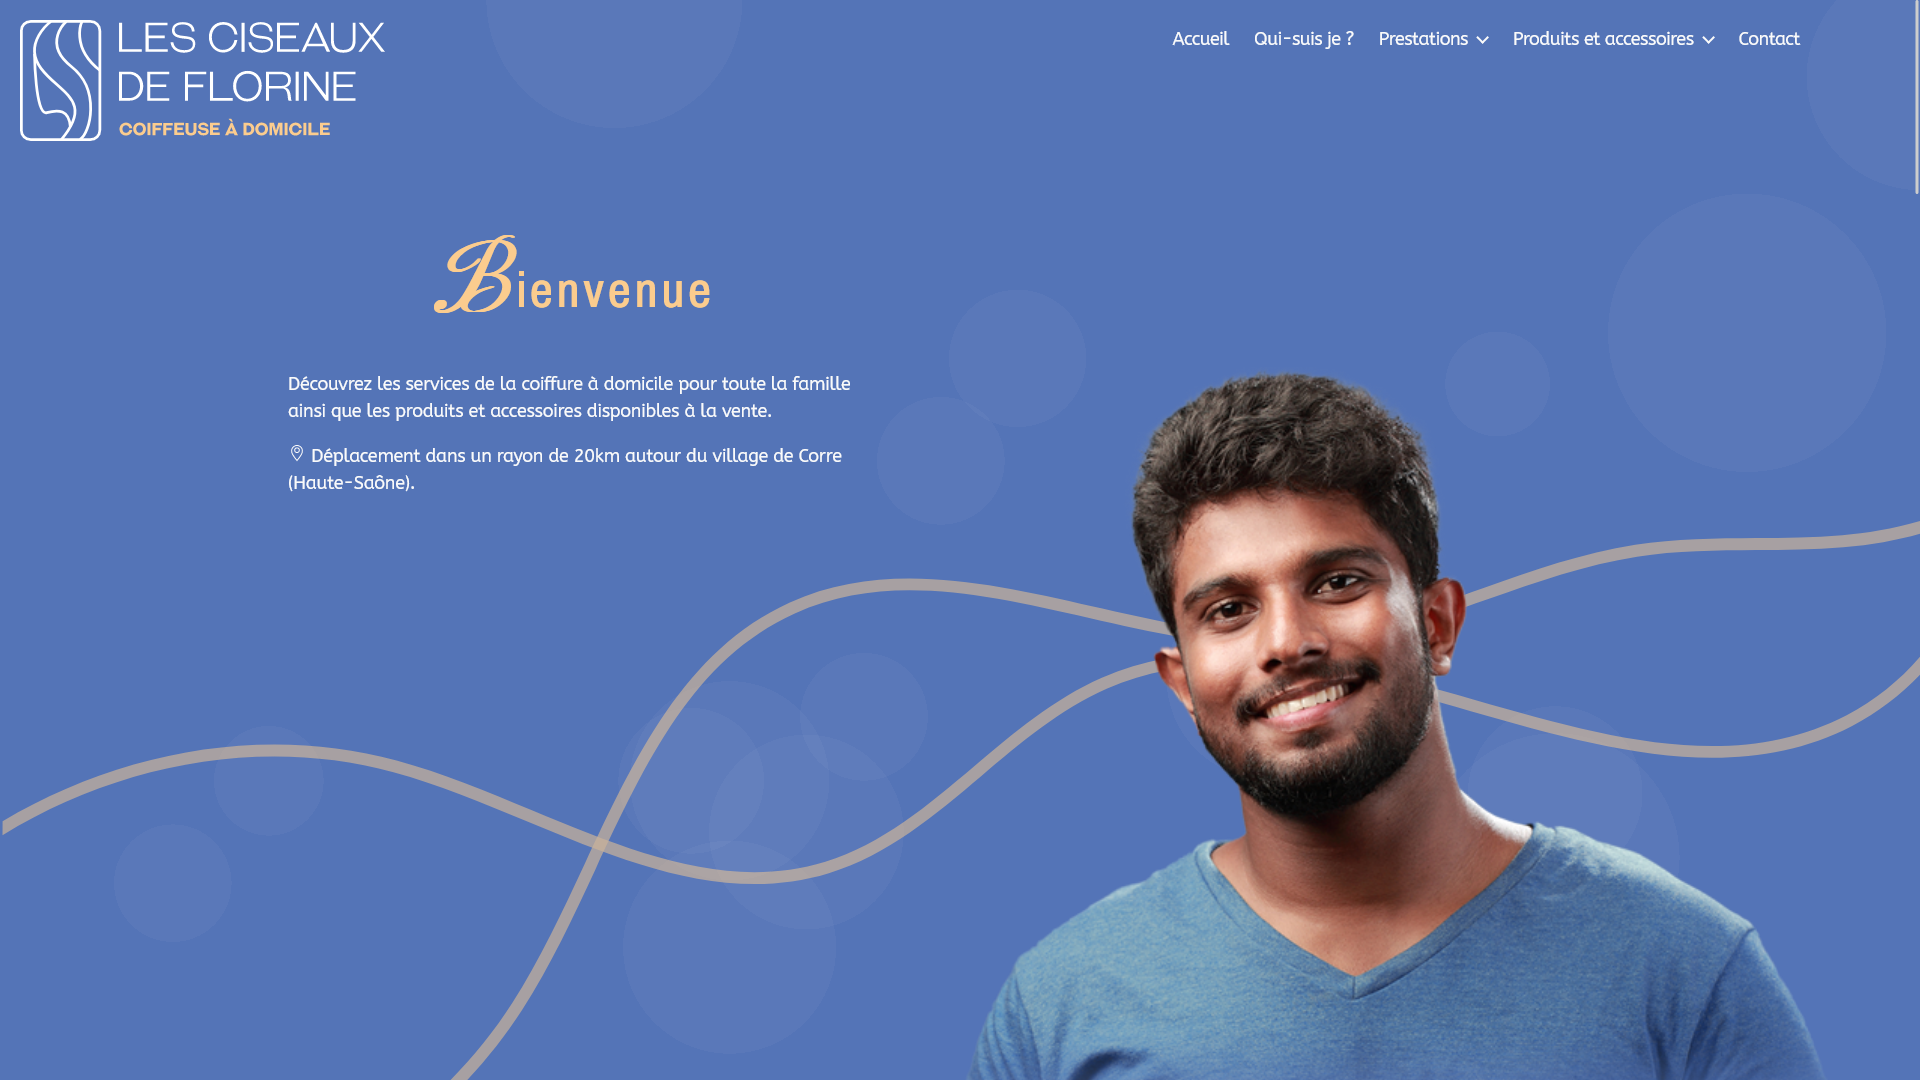 LES CISEAUX
DE FLORINE
COIFFEUSE À DOMICILE
Accueil Qui-suis je ? Prestations Produits et accessoires Contact
Bienvenue
Découvrez les services de la coiffure à domicile pour toute la famille
ainsi que les produits et accessoires disponibles à la vente.
Déplacement dans un rayon de 20km autour du village de Corre
(Haute-Saône).